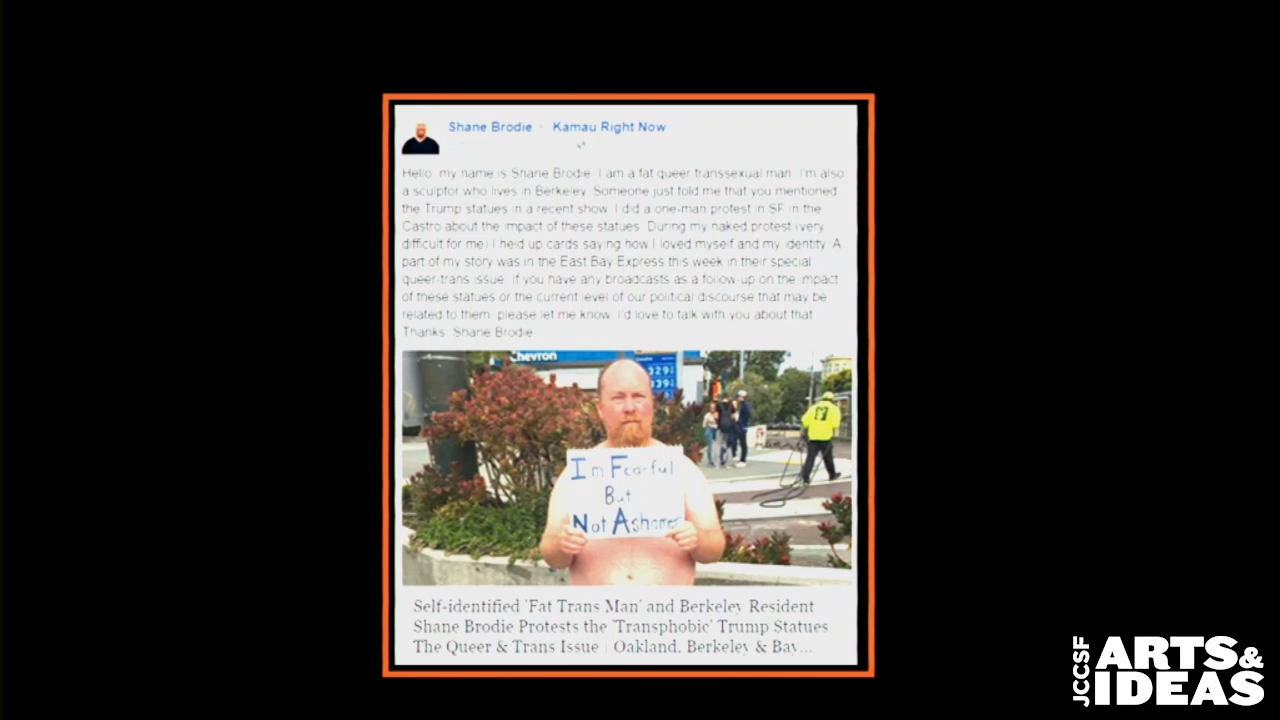 Shane Brodie · Kamau Right Now
Hello, my name is Shane Brodie. I am a fat queer transsexual man. I'm also
a sculptor who lives in Berkeley. Someone just told me that you mentioned
the Trump statues in a recent show. I did a one-man protest in SF in the
Castro about the impact of these statues. During my naked protest (very
difficult for me) I held up cards saying how I loved myself and my identity. A
part of my story was in the East Bay Express this week in their special
queer-trans issue. If you have any broadcasts as a follow-up on the impact
of these statues or the current level of our political discourse that may be
related to them, please let me know. I'd love to talk with you about that.
Thanks, Shane Brodie
Chevron
329
I'm Fearful
But
Not Ashamed
Self-identified 'Fat Trans Man' and Berkeley Resident
Shane Brodie Protests the 'Transphobic' Trump Statues
The Queer & Trans Issue | Oakland, Berkeley & Bay...
JCCSF
ARTS&
IDEAS